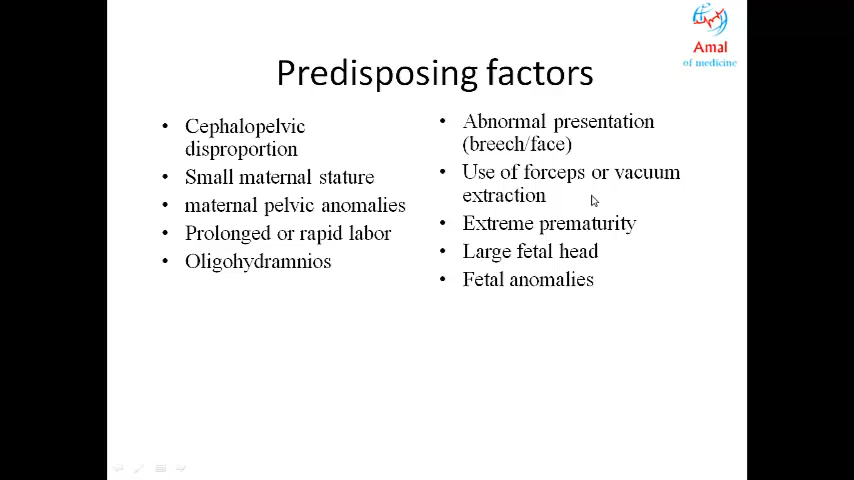 Amal
of medicine
Predisposing factors
• Cephalopelvic
disproportion
• Small maternal stature
• maternal pelvic anomalies
• Prolonged or rapid labor
• Oligohydramnios
• Abnormal presentation
(breech/face)
• Use of forceps or vacuum
extraction
• Extreme prematurity
• Large fetal head
• Fetal anomalies